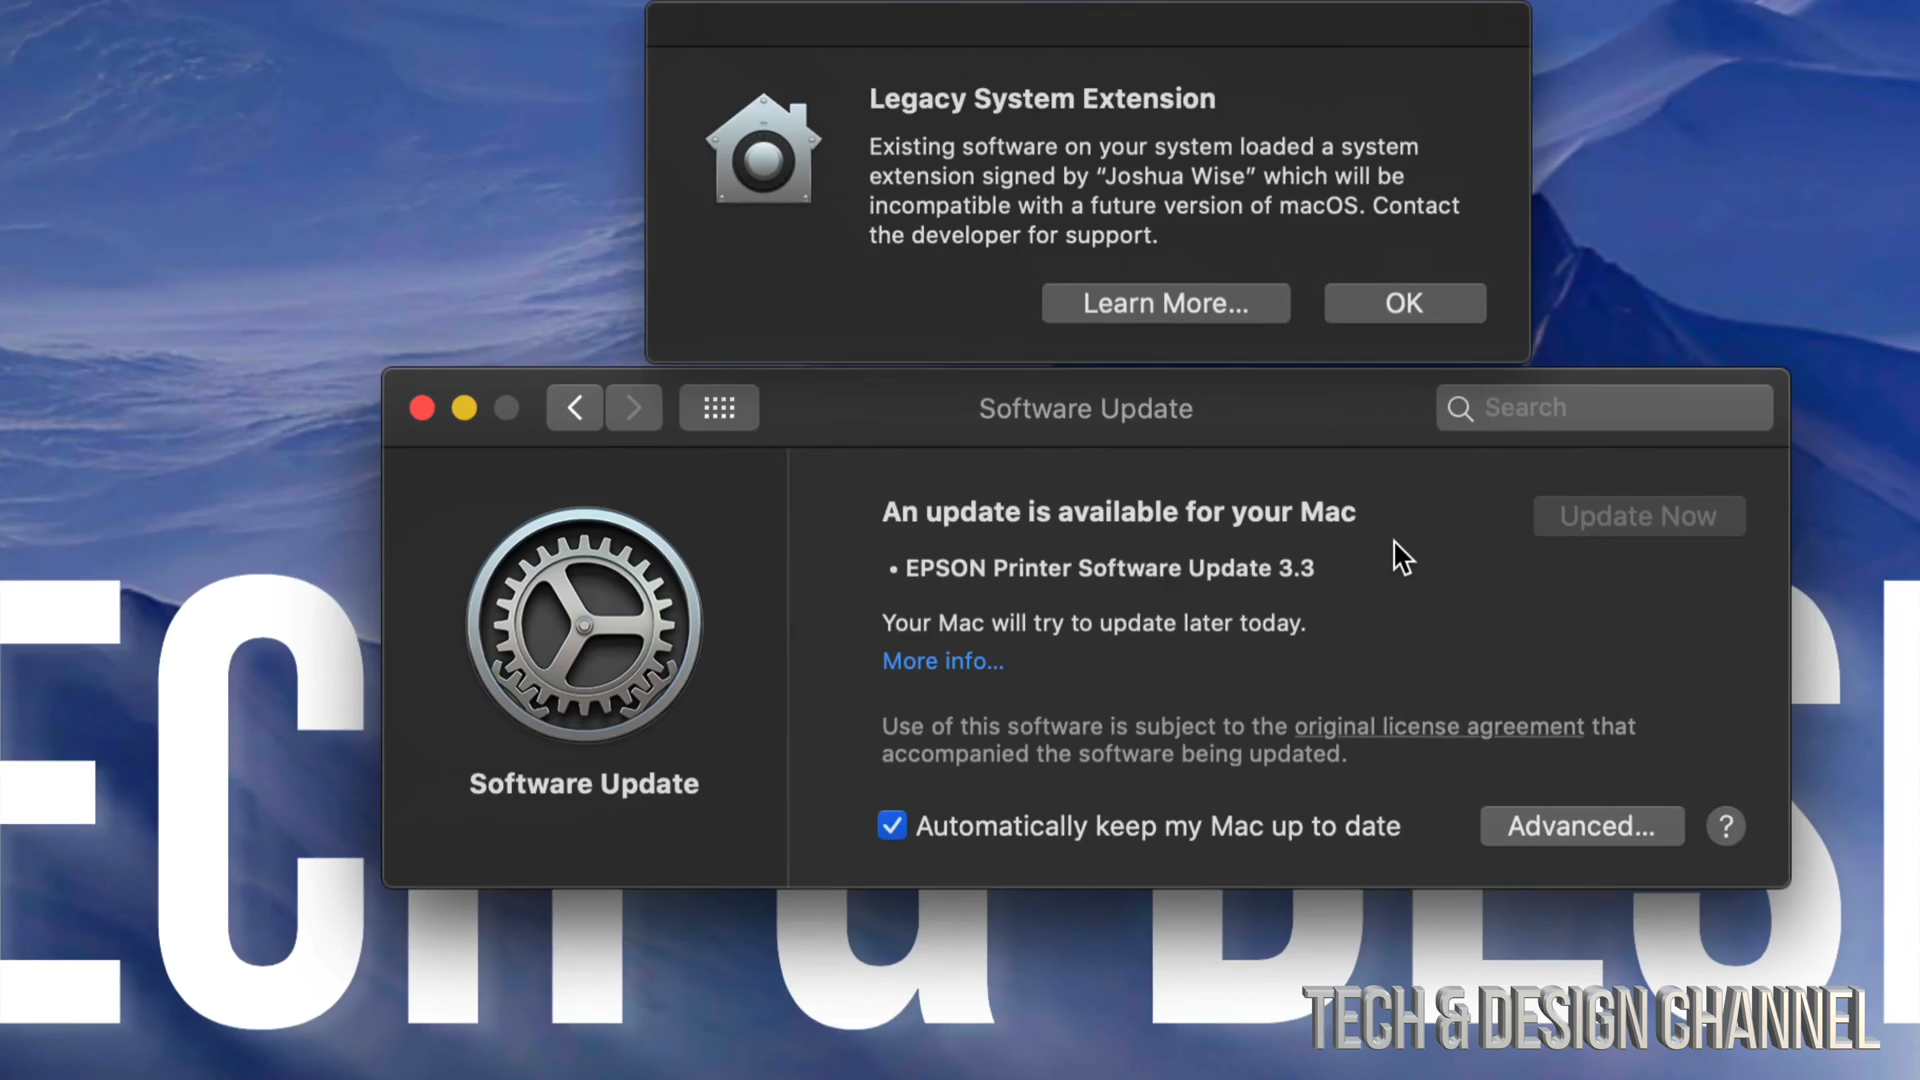 Legacy System Extension
Existing software on your system loaded a system
extension signed by “Joshua Wise” which will be
incompatible with a future version of macOS. Contact
the developer for support.
Learn More...
OK
Software Update
Search
An update is available for your Mac
Update Now
• EPSON Printer Software Update 3.3
Your Mac will try to update later today.
More info...
Use of this software is subject to the original license agreement that
accompanied the software being updated.
Software Update
Automatically keep my Mac up to date
Advanced...
?
TECH & DESIGN CHANNEL